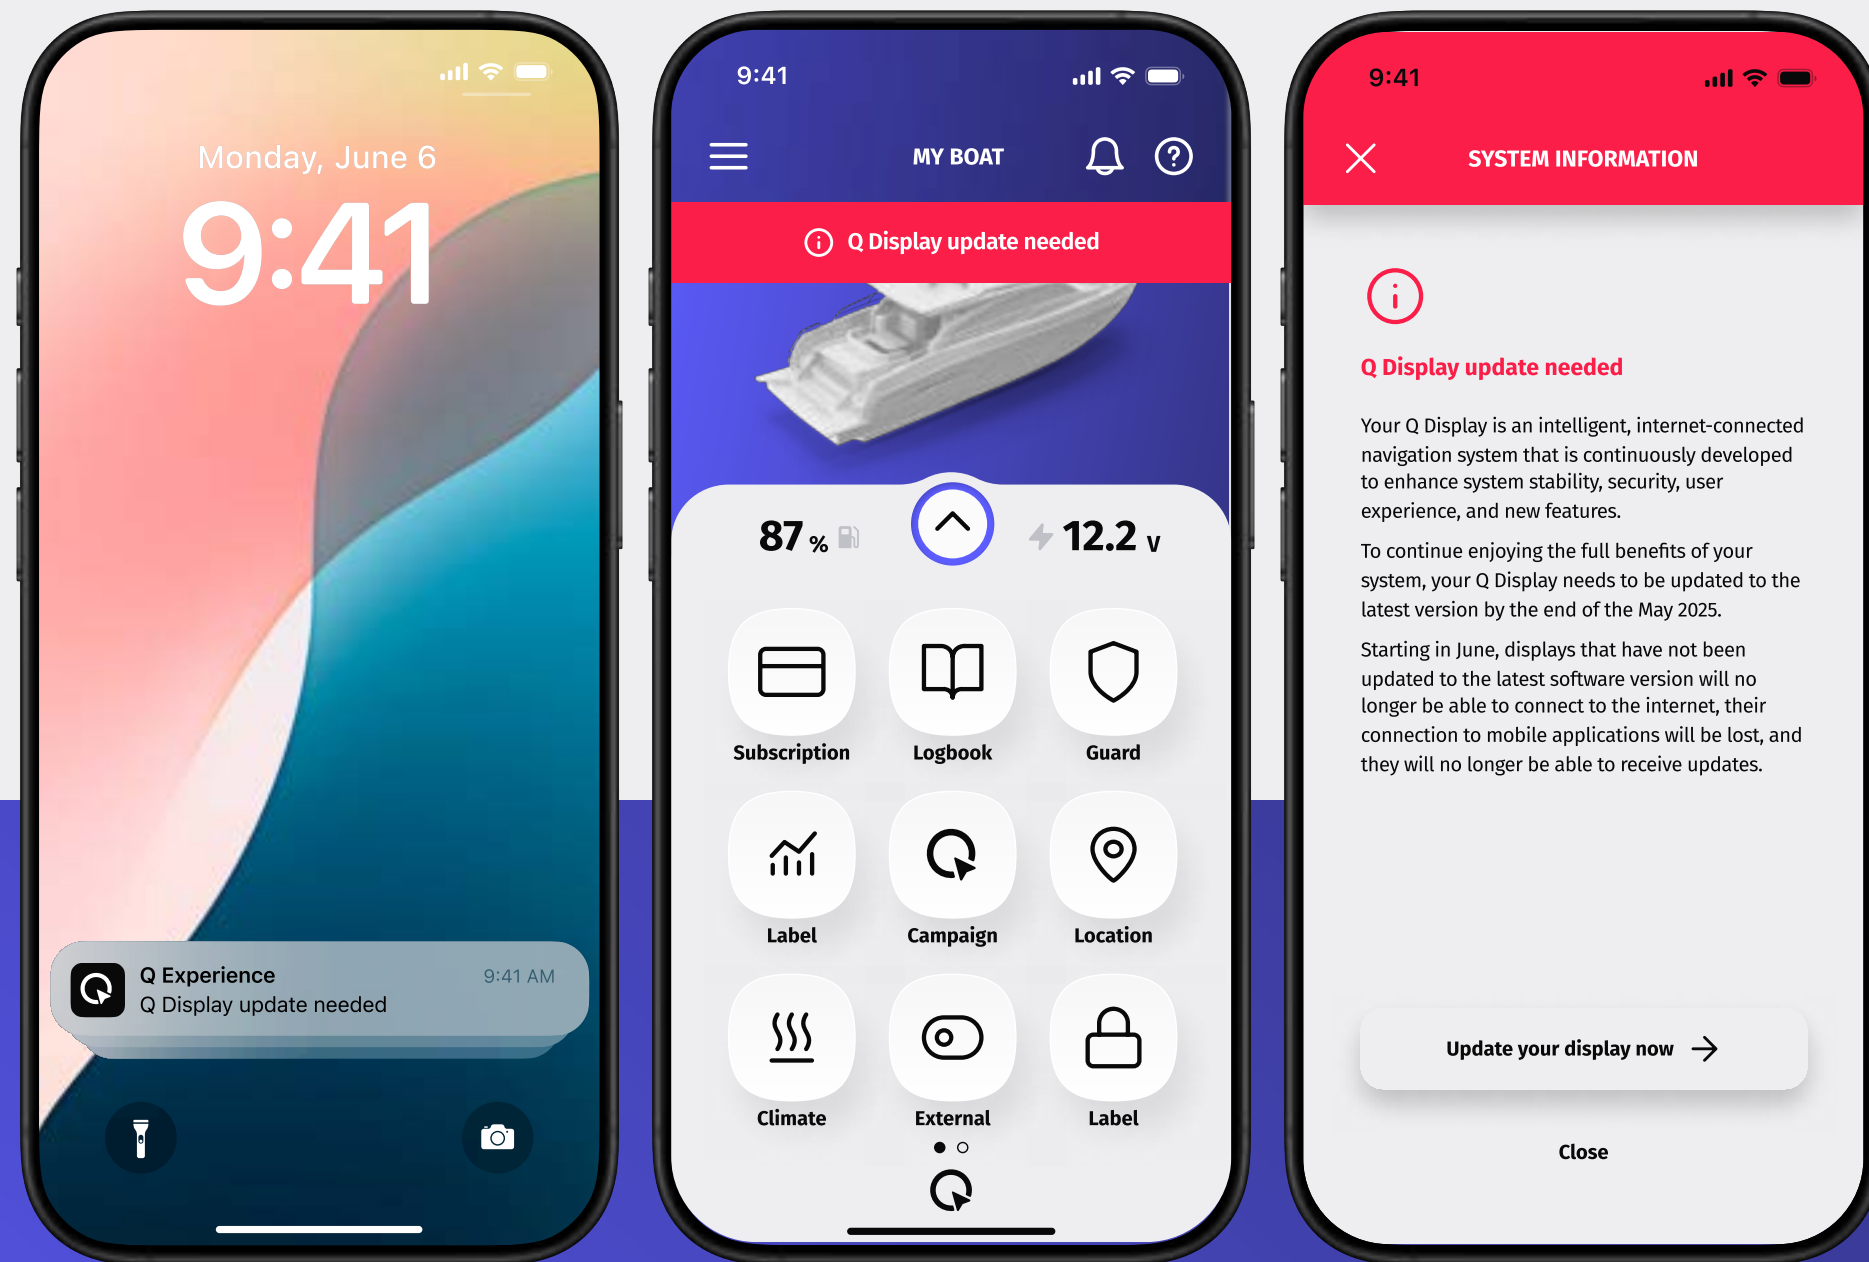 Monday, June 6
9:41
Q Experience
9:41 AM
Q Display update needed
9:41
MY BOAT
Q Display update needed
87 %
12.2 V
Subscription
Logbook
Guard
Label
Campaign
Location
Climate
External
Label
9:41
SYSTEM INFORMATION
Q Display update needed
Your Q Display is an intelligent, internet-connected
navigation system that is continuously developed
to enhance system stability, security, user
experience, and new features.
To continue enjoying the full benefits of your
system, your Q Display needs to be updated to the
latest version by the end of the May 2025.
Starting in June, displays that have not been
updated to the latest software version will no
longer be able to connect to the internet, their
connection to mobile applications will be lost, and
they will no longer be able to receive updates.
Update your display now
Close